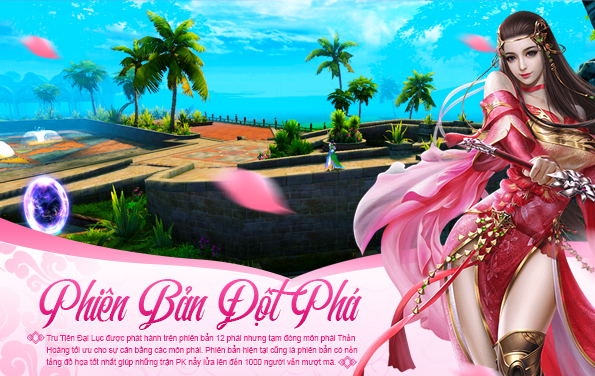 Phiên Bản Đột Phá
Tru Tiên Đại Lục được phát hành trên phiên bản 12 phái nhưng tạm đóng môn phái Thần
Hoàng tối ưu cho sự cân bằng các môn phái. Phiên bản hiện tại cũng là phiên bản có nền
tảng đồ họa tốt nhất giúp những trận PK nảy lửa lên đến 1000 người vẫn mượt mà.